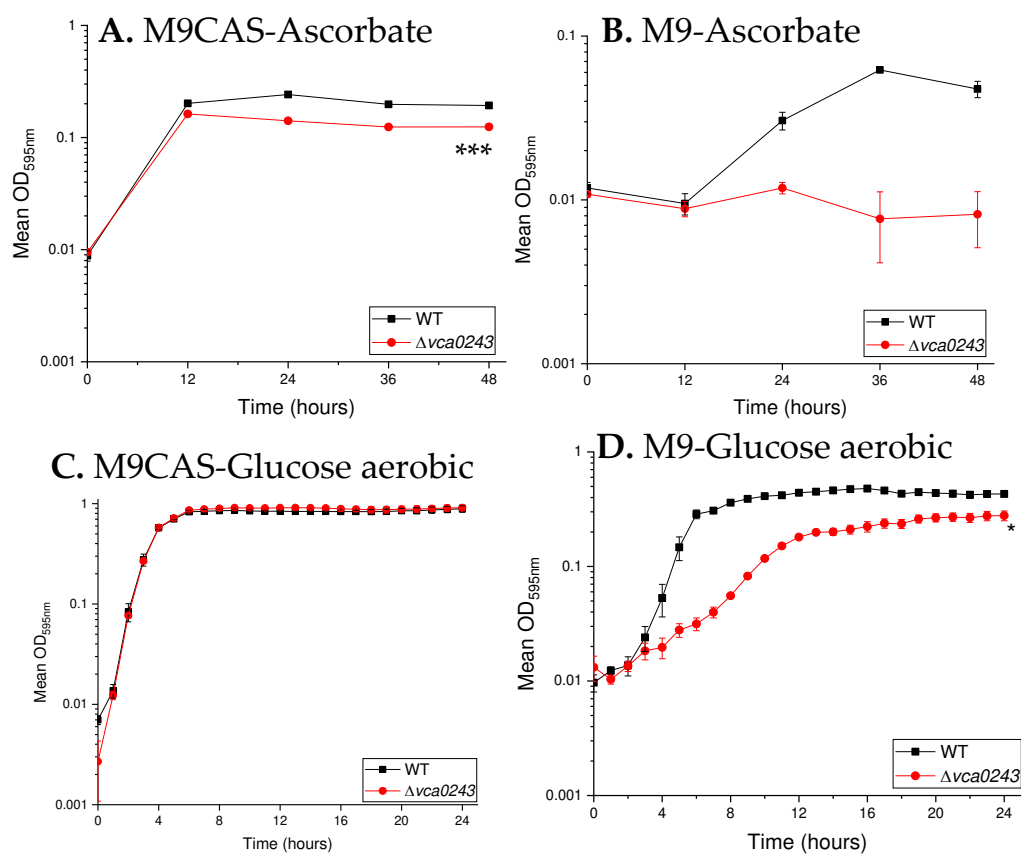 A. M9CAS-Ascorbate
1
0.1
0.01
0.001
Mean OD595nm
***
WT
Δvca0243
0
12
24
36
48
Time (hours)
B. M9-Ascorbate
0.1
0.01
0.001
Mean OD595nm
WT
Δvca0243
0
12
24
36
48
Time (hours)
C. M9CAS-Glucose aerobic
1
0.1
0.01
0.001
Mean OD595nm
WT
Δvca0243
0
4
8
12
16
20
24
Time (hours)
D. M9-Glucose aerobic
1
0.1
0.01
0.001
Mean OD595nm
*
WT
Δvca0243
0
4
8
12
16
20
24
Time (hours)